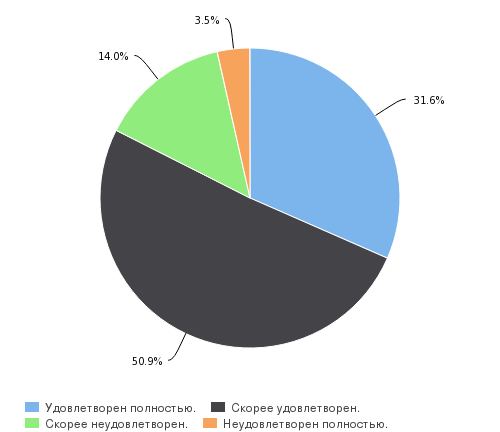 3.5%
14.0%
31.6%
50.9%
Удовлетворен полностью. Скорее удовлетворен.
Скорее неудовлетворен. Неудовлетворен полностью.